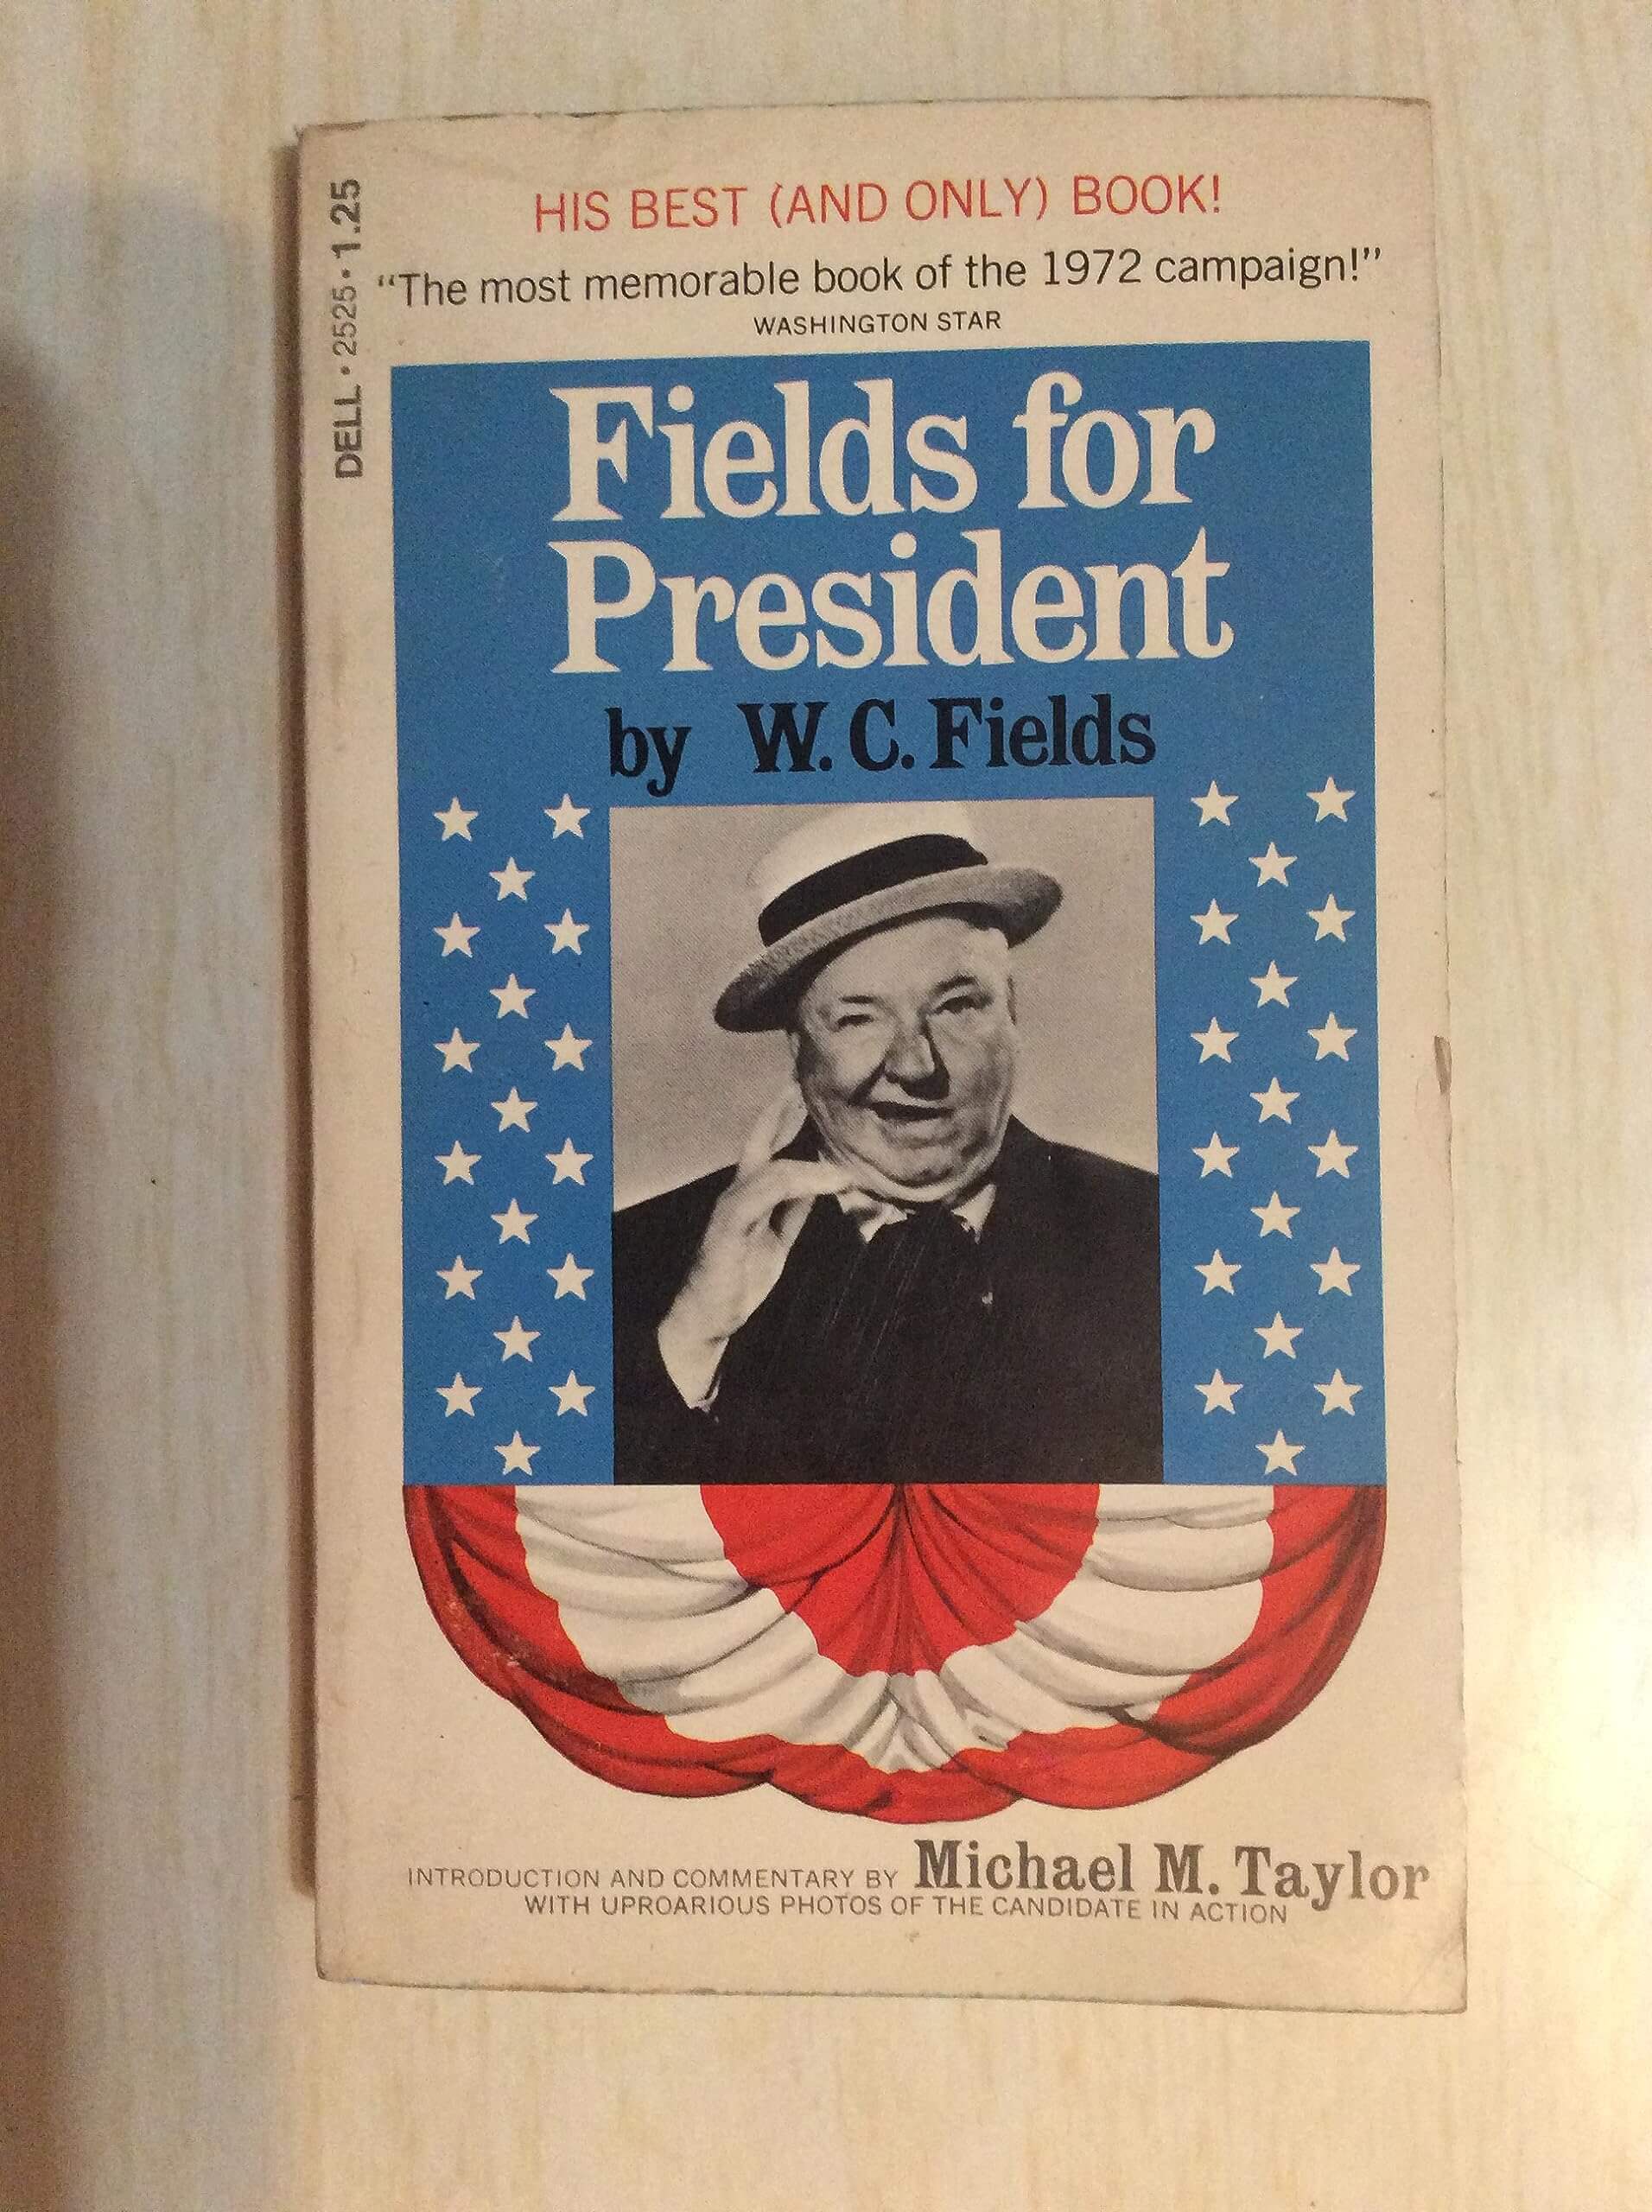 DELL • 2525 • 1.25
HIS BEST (AND ONLY) BOOK!
“The most memorable book of the 1972 campaign!”
WASHINGTON STAR
Fields for
President
by W. C. Fields
INTRODUCTION AND COMMENTARY BY Michael M. Taylor
WITH UPROARIOUS PHOTOS OF THE CANDIDATE IN ACTION